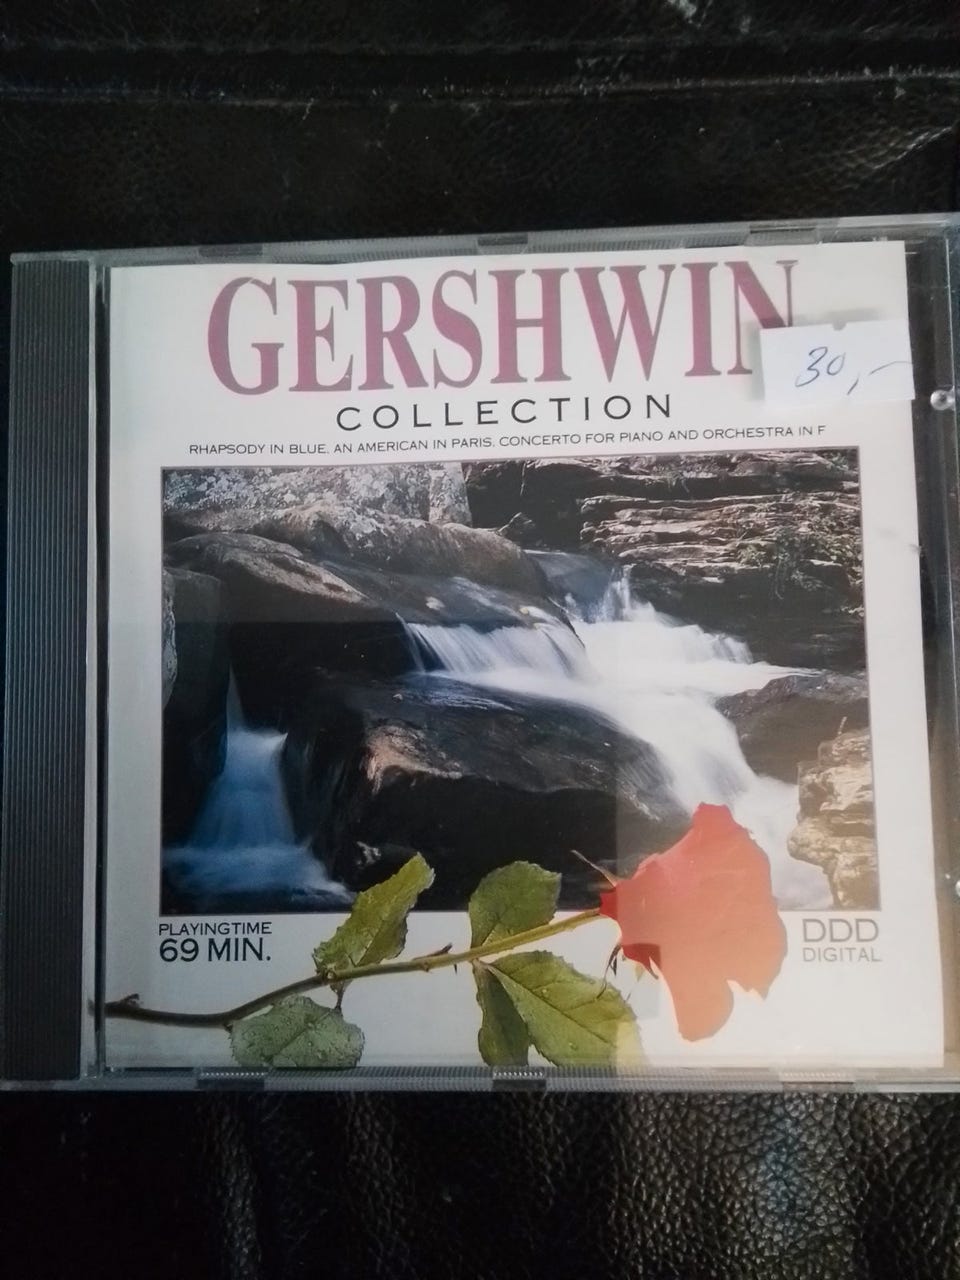 GERSHWIN
30,-
COLLECTION
RHAPSODY IN BLUE. AN AMERICAN IN PARIS. CONCERTO FOR PIANO AND ORCHESTRA IN F
PLAYINGTIME
69 MIN.
DDD
DIGITAL